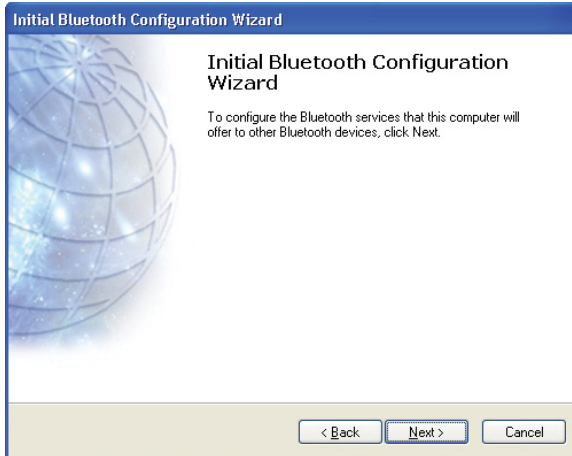 Initial Bluetooth Configuration Wizard
Initial Bluetooth Configuration
Wizard
To configure the Bluetooth services that this computer will
offer to other Bluetooth devices, click Next.
< Back Next > Cancel